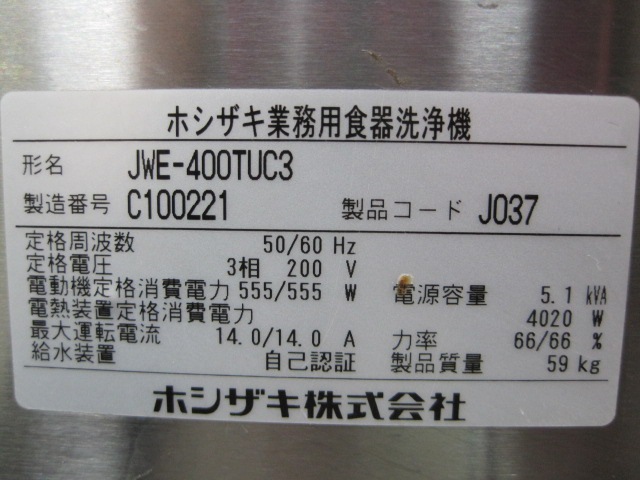 ホシザキ業務用食器洗浄機
形名 JWE-400TUC3
製造番号 C100221 製品コード J037
定格周波数 50/60 Hz
定格電圧 3相 200 V
電動機定格消費電力 555/555 W 電源容量 5.1 kVA
電熱装置定格消費電力 4020 W
最大運転電流 14.0/14.0 A 力率 66/66 %
給水装置 自己認証 製品質量 59 kg
ホシザキ株式会社